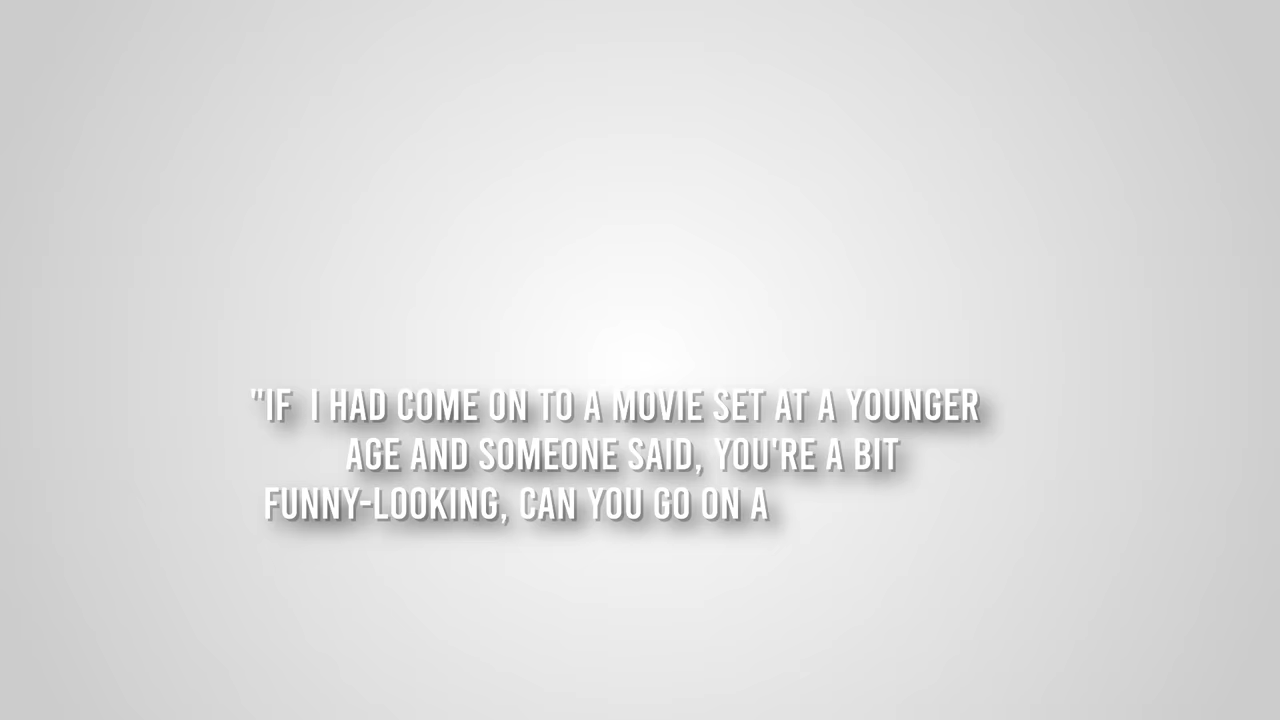 "IF  I HAD COME ON TO A MOVIE SET AT A YOUNGER
AGE AND SOMEONE SAID, YOU'RE A BIT
FUNNY-LOOKING, CAN YOU GO ON A